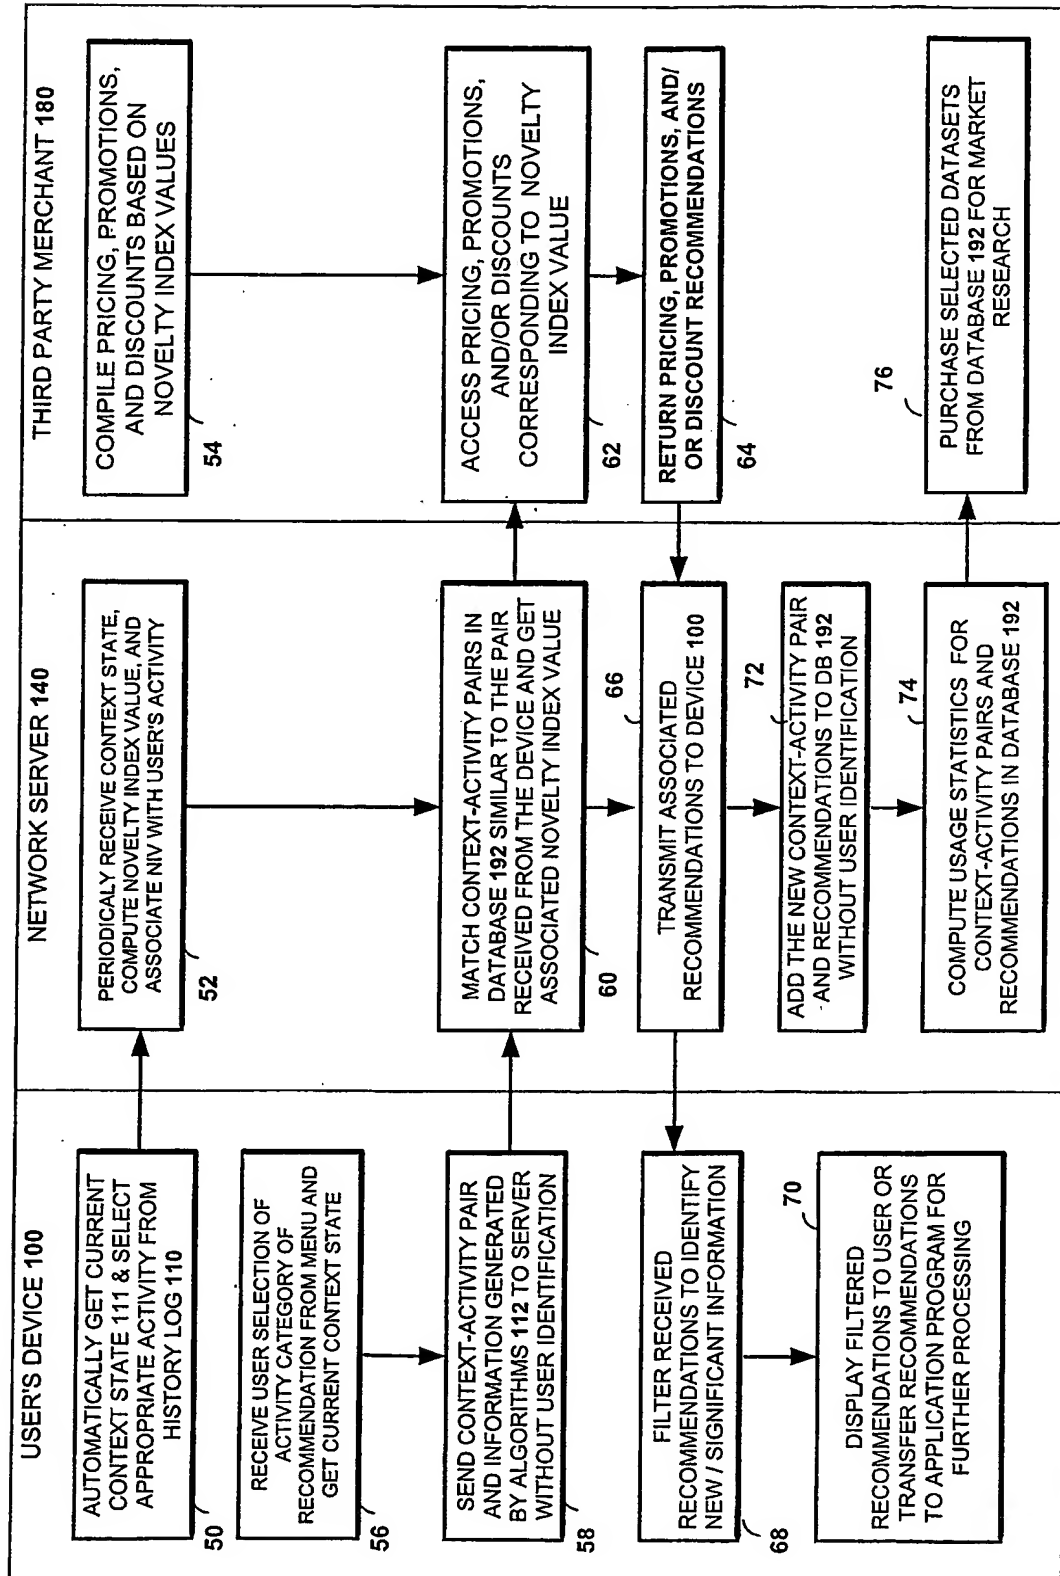 USER'S DEVICE 100
AUTOMATICALLY GET CURRENT
CONTEXT STATE 111 & SELECT
APPROPRIATE ACTIVITY FROM
HISTORY LOG 110
50
RECEIVE USER SELECTION OF
ACTIVITY CATEGORY OF
RECOMMENDATION FROM MENU AND
GET CURRENT CONTEXT STATE
56
SEND CONTEXT-ACTIVITY PAIR
AND INFORMATION GENERATED
BY ALGORITHMS 112 TO SERVER
WITHOUT USER IDENTIFICATION
58
FILTER RECEIVED
RECOMMENDATIONS TO IDENTIFY
NEW / SIGNIFICANT INFORMATION
68
70
DISPLAY FILTERED
RECOMMENDATIONS TO USER OR
TRANSFER RECOMMENDATIONS
TO APPLICATION PROGRAM FOR
FURTHER PROCESSING
NETWORK SERVER 140
PERIODICALY RECEIVE CONTEXT STATE,
COMPUTE NOVELTY INDEX VALUE, AND
ASSOCIATE NIV WITH USER'S ACTIVITY
52
MATCH CONTEXT-ACTIVITY PAIRS IN
DATABASE 192 SIMILAR TO THE PAIR
RECEIVED FROM THE DEVICE AND GET
ASSOCIATED NOVELTY INDEX VALUE
60
66
TRANSMIT ASSOCIATED
RECOMMENDATIONS TO DEVICE 100
72
ADD THE NEW CONTEXT-ACTIVITY PAIR
AND RECOMMENDATIONS TO DB 192
WITHOUT USER IDENTIFICATION
74
COMPUTE USAGE STATISTICS FOR
CONTEXT-ACTIVITY PAIRS AND
RECOMMENDATIONS IN DATABASE 192
THIRD PARTY MERCHANT 180
COMPILE PRICING, PROMOTIONS,
AND DISCOUNTS BASED ON
NOVELTY INDEX VALUES
54
ACCESS PRICING, PROMOTIONS,
AND/OR DISCOUNTS
CORRESPONDING TO NOVELTY
INDEX VALUE
62
RETURN PRICING, PROMOTIONS, AND/
OR DISCOUNT RECOMMENDATIONS
64
76
PURCHASE SELECTED DATASETS
FROM DATABASE 192 FOR MARKET
RESEARCH